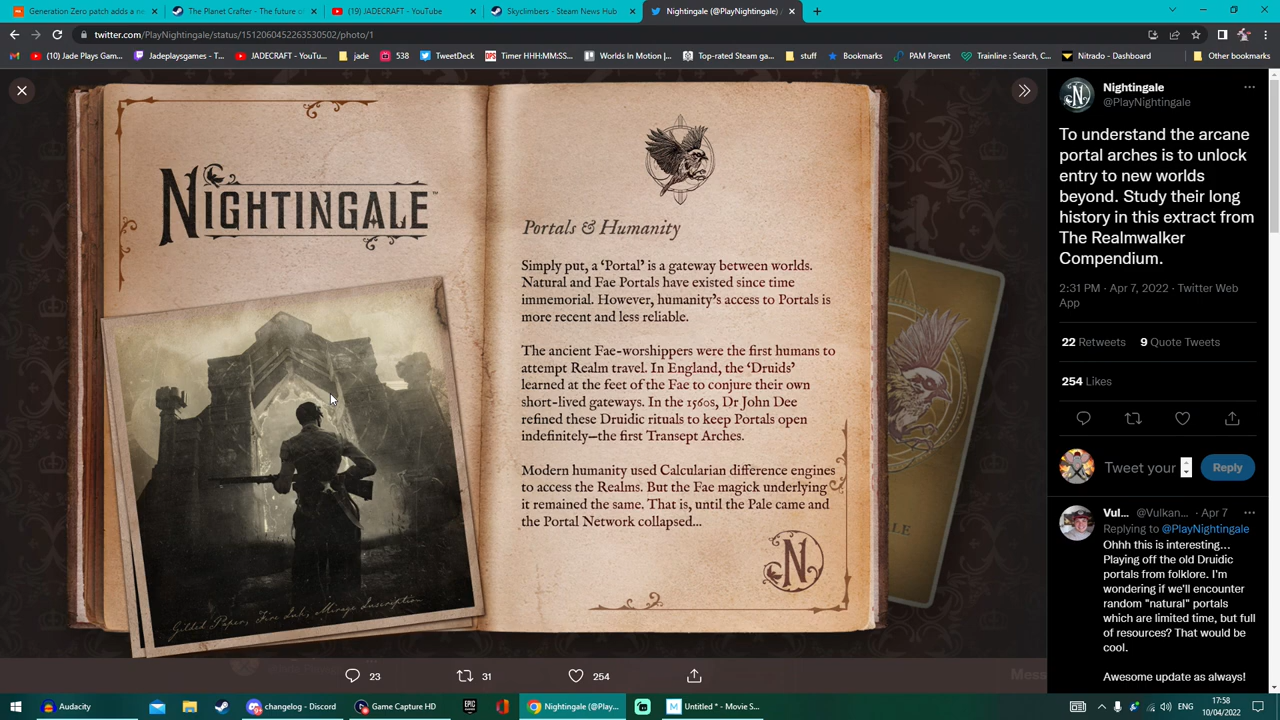 Generation Zero patch adds a ne
The Planet Crafter - The future o
(19) JADECRAFT - YouTube
Skyclimbers - Steam News Hub
Nightingale (@PlayNightingale) /
twitter.com/PlayNightingale/status/1512060452263530502/photo/1
(10) Jade Plays Gam...
Jadeplaysgames - T...
JADECRAFT - YouTu...
jade
538
TweetDeck
Timer HHH:MM:SS...
Worlds In Motion |...
Top-rated Steam ga...
stuff
Bookmarks
PAM Parent
Trainline : Search, C...
Nitrado - Dashboard
Other bookmarks
NIGHTINGALE™
Gilded Paper, Fire Ink, Mirage Inscription
Portals & Humanity
Simply put, a ‘Portal’ is a gateway between worlds.
Natural and Fae Portals have existed since time
immemorial. However, humanity’s access to Portals is
more recent and less reliable.
The ancient Fae-worshippers were the first humans to
attempt Realm travel. In England, the ‘Druids’
learned at the feet of the Fae to conjure their own
short-lived gateways. In the 1560s, Dr John Dee
refined these Druidic rituals to keep Portals open
indefinitely—the first Transept Arches.
Modern humanity used Calcularian difference engines
to access the Realms. But the Fae magick underlying
it remained the same. That is, until the Pale came and
the Portal Network collapsed...
N
23
31
254
Nightingale
@PlayNightingale
To understand the arcane
portal arches is to unlock
entry to new worlds
beyond. Study their long
history in this extract from
The Realmwalker
Compendium.
2:31 PM · Apr 7, 2022 · Twitter Web
App
22 Retweets 9 Quote Tweets
254 Likes
Tweet your
Reply
Vul... @Vulkan... · Apr 7
Replying to @PlayNightingale
Ohhh this is interesting...
Playing off the old Druidic
portals from folklore. I'm
wondering if we'll encounter
random "natural" portals
which are limited time, but full
of resources? That would be
cool.
Awesome update as always!
Audacity
changelog - Discord
Game Capture HD
EPIC GAMES
Nightingale (@Play...
Untitled * - Movie S...
17:58
10/04/2022